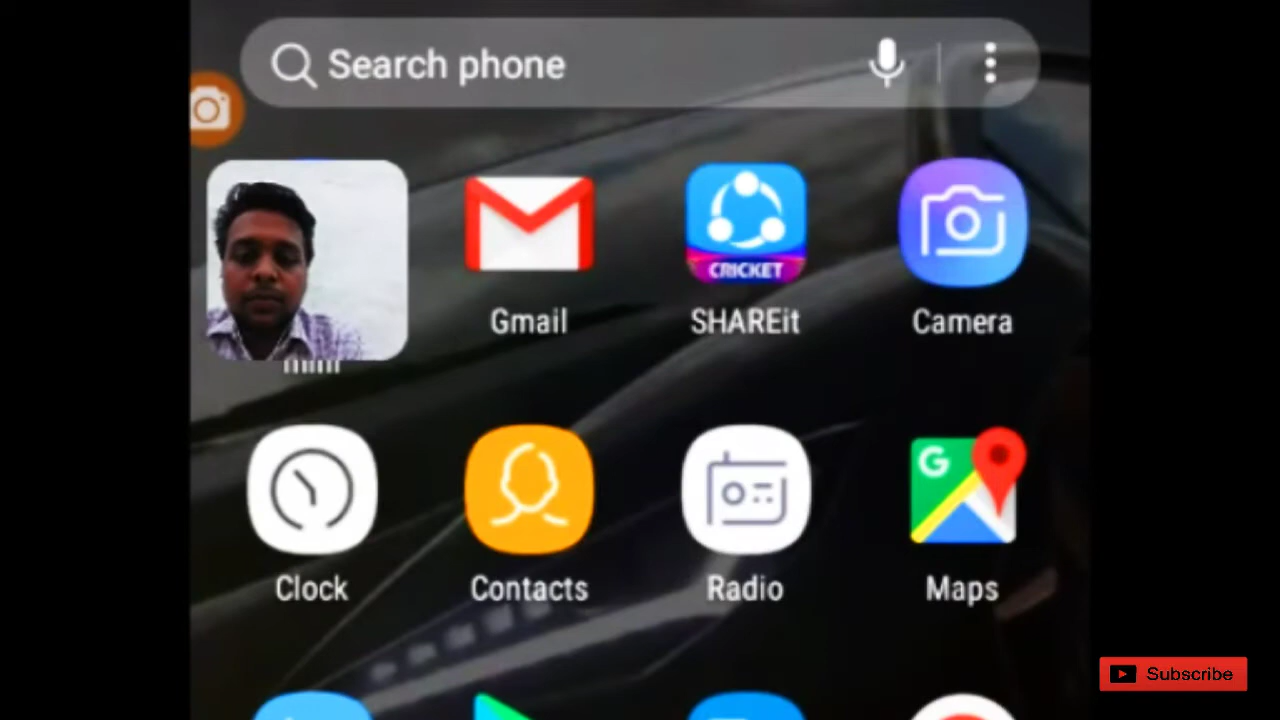 Search phone
CRICKET
Gmail
SHAREit
Camera
G
Clock
Contacts
Radio
Maps
Subscribe